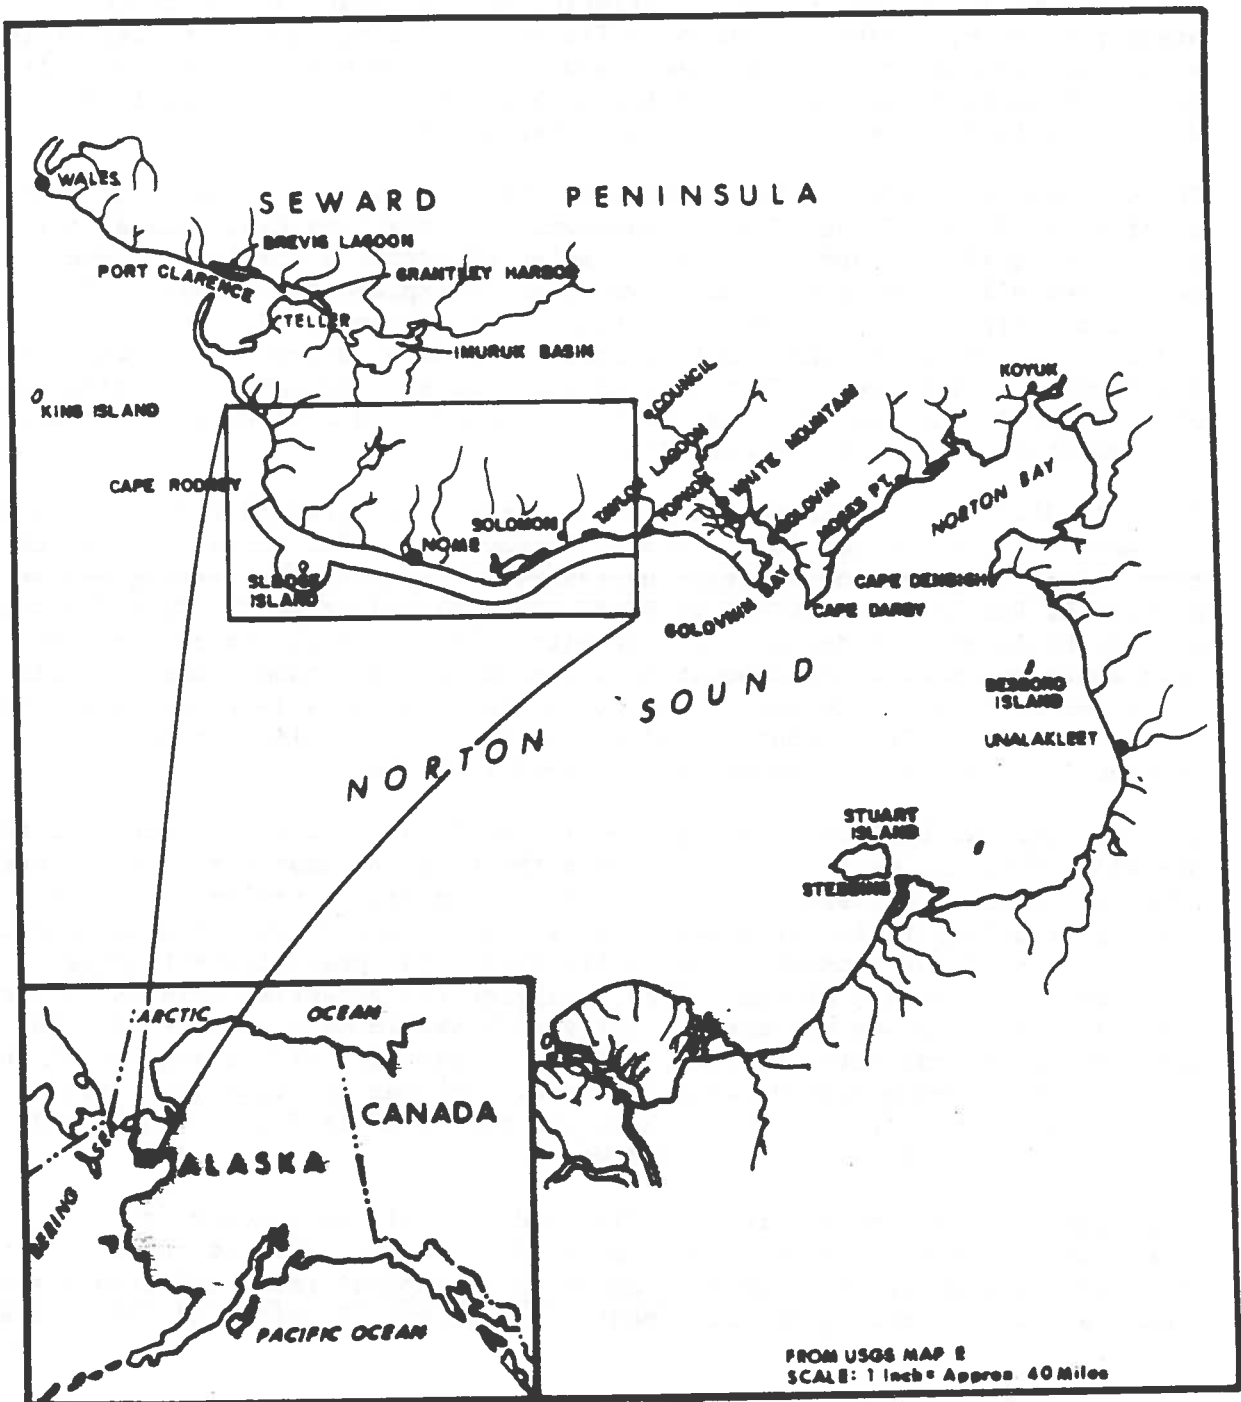 WALES
SEWARD PENINSULA
BREVIG LAGOON
PORT CLARENCE
GRANTLEY HARBOR
TELLER
IMURUK BASIN
KING ISLAND
KOYUK
COUNCIL
TAYLOR LAGOON
TOPKOK
WHITE MOUNTAIN
GOLOVIN
MOSES PT.
NORTON BAY
CAPE RODNEY
SOLOMON
NOME
SLEDGE
ISLAND
GOLOVNIN BAY
CAPE DENBIGH
CAPE DARBY
NORTON SOUND
BESBORO
ISLAND
UNALAKLEET
STUART
ISLAND
STEBBINS
ARCTIC OCEAN
CANADA
ALASKA
BERING SEA
PACIFIC OCEAN
FROM USGS MAP E
SCALE: 1 Inch = Approx. 40 Miles